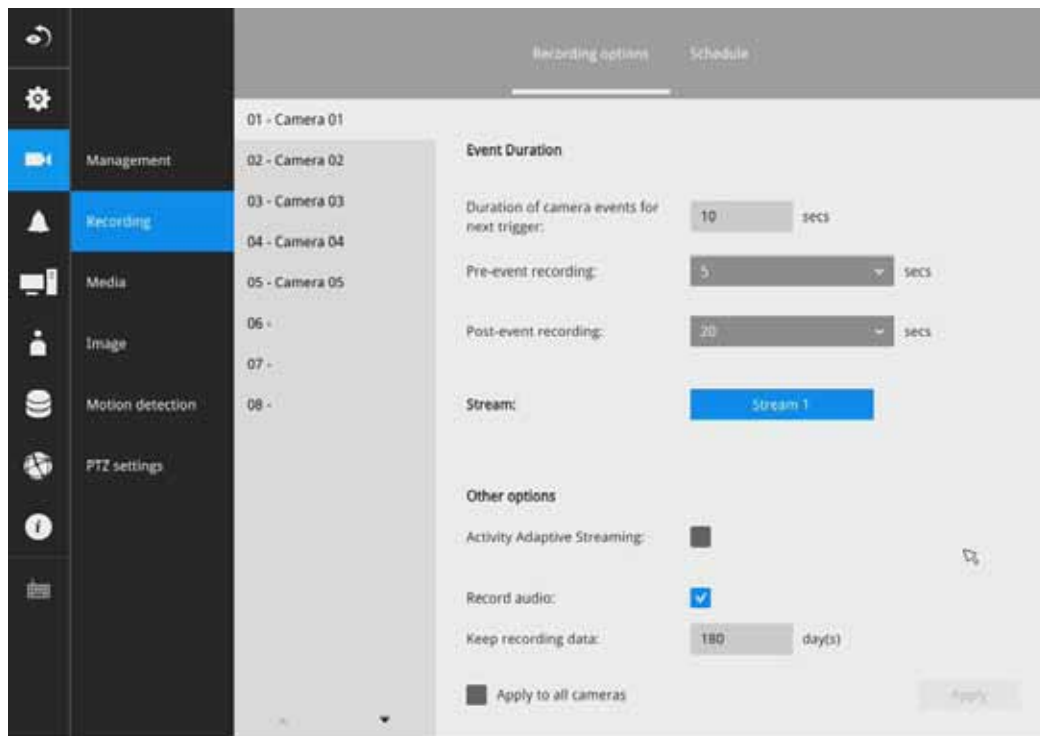 Recording options
Schedule
Management
Recording
Media
Image
Motion detection
PTZ settings
01 - Camera 01
02 - Camera 02
03 - Camera 03
04 - Camera 04
05 - Camera 05
06 -
07 -
08 -
Event Duration
Duration of camera events for
next trigger:
10 secs
Pre-event recording:
5 secs
Post-event recording:
20 secs
Stream:
Stream 1
Other options
Activity Adaptive Streaming:
Record audio:
Keep recording data:
180 day(s)
Apply to all cameras
Apply